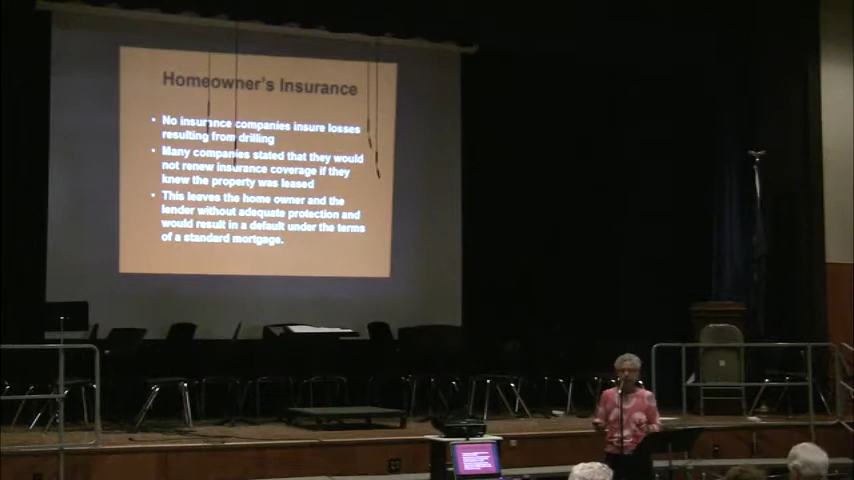 Homeowner's Insurance
• No insurance companies insure losses
resulting from drilling
• Many companies stated that they would
not renew insurance coverage if they
knew the property was leased
• This leaves the home owner and the
lender without adequate protection and
would result in a default under the terms
of a standard mortgage.